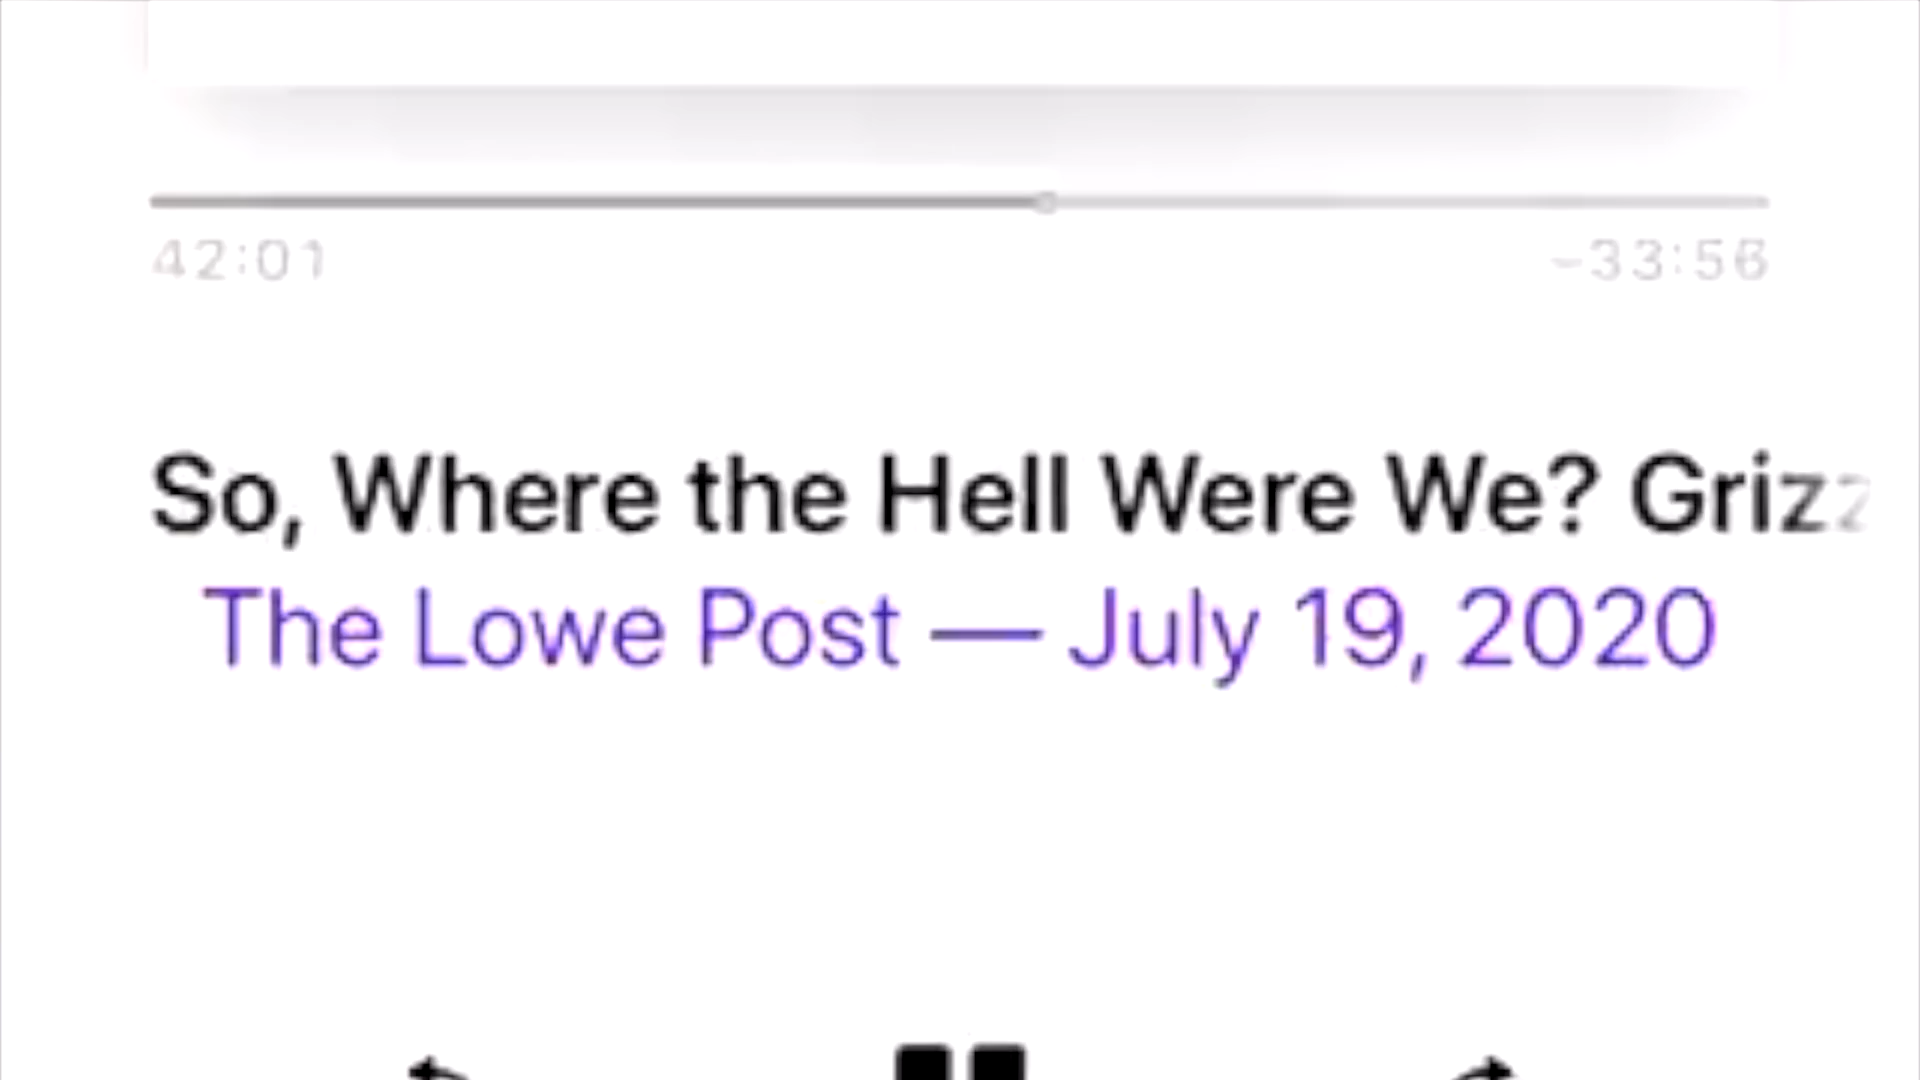 42:01
-33:56
So, Where the Hell Were We? Griz
The Lowe Post — July 19, 2020